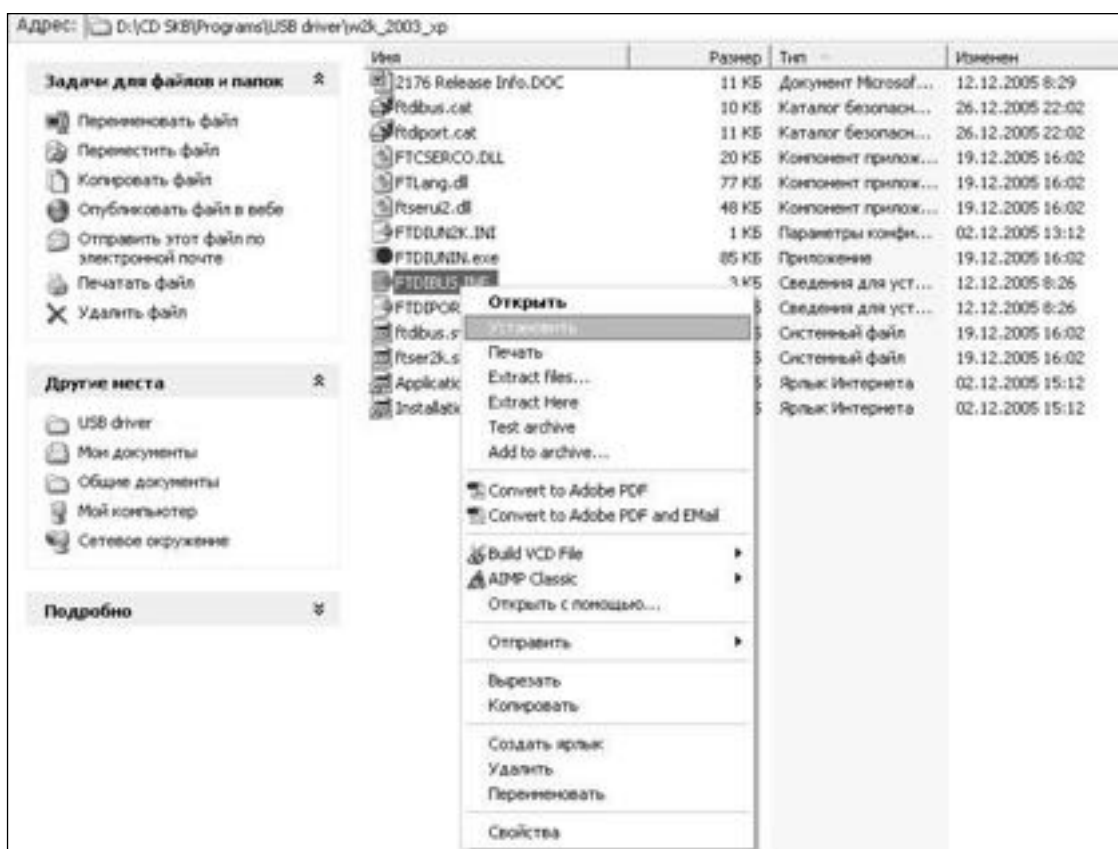 Адрес: D:\CD SKB\Programs\USB driver\w2k_2003_xp
Имя Размер Тип Изменен
Задачи для файлов и папок
Переименовать файл
Переместить файл
Копировать файл
Опубликовать файл в вебе
Отправить этот файл по
электронной почте
Печатать файл
Удалить файл
Другие места
USB driver
Мои документы
Общие документы
Мой компьютер
Сетевое окружение
Подробно
2176 Release Info.DOC 11 КБ Документ Microsof... 12.12.2005 8:29
ftdibus.cat 10 КБ Каталог безопасн... 26.12.2005 22:02
ftdiport.cat 11 КБ Каталог безопасн... 26.12.2005 22:02
FTCSERCO.DLL 20 КБ Компонент прилож... 19.12.2005 16:02
FTLang.dll 77 КБ Компонент прилож... 19.12.2005 16:02
ftserui2.dll 48 КБ Компонент прилож... 19.12.2005 16:02
FTDIUN2K.INI 1 КБ Параметры конфи... 02.12.2005 13:12
FTDIUNIN.exe 85 КБ Приложение 19.12.2005 16:02
FTDIBUS.INF 3 КБ Сведения для уст... 12.12.2005 8:26
FTDIPOR Сведения для уст... 12.12.2005 8:26
ftdibus.s Системный файл 19.12.2005 16:02
ftser2k.s Системный файл 19.12.2005 16:02
Applicatio Ярлык Интернета 02.12.2005 15:12
Installatio Ярлык Интернета 02.12.2005 15:12
Открыть
Установить
Печать
Extract files...
Extract Here
Test archive
Add to archive...
Convert to Adobe PDF
Convert to Adobe PDF and EMail
Build VCD File
AIMP Classic
Открыть с помощью...
Отправить
Вырезать
Копировать
Создать ярлык
Удалить
Переименовать
Свойства